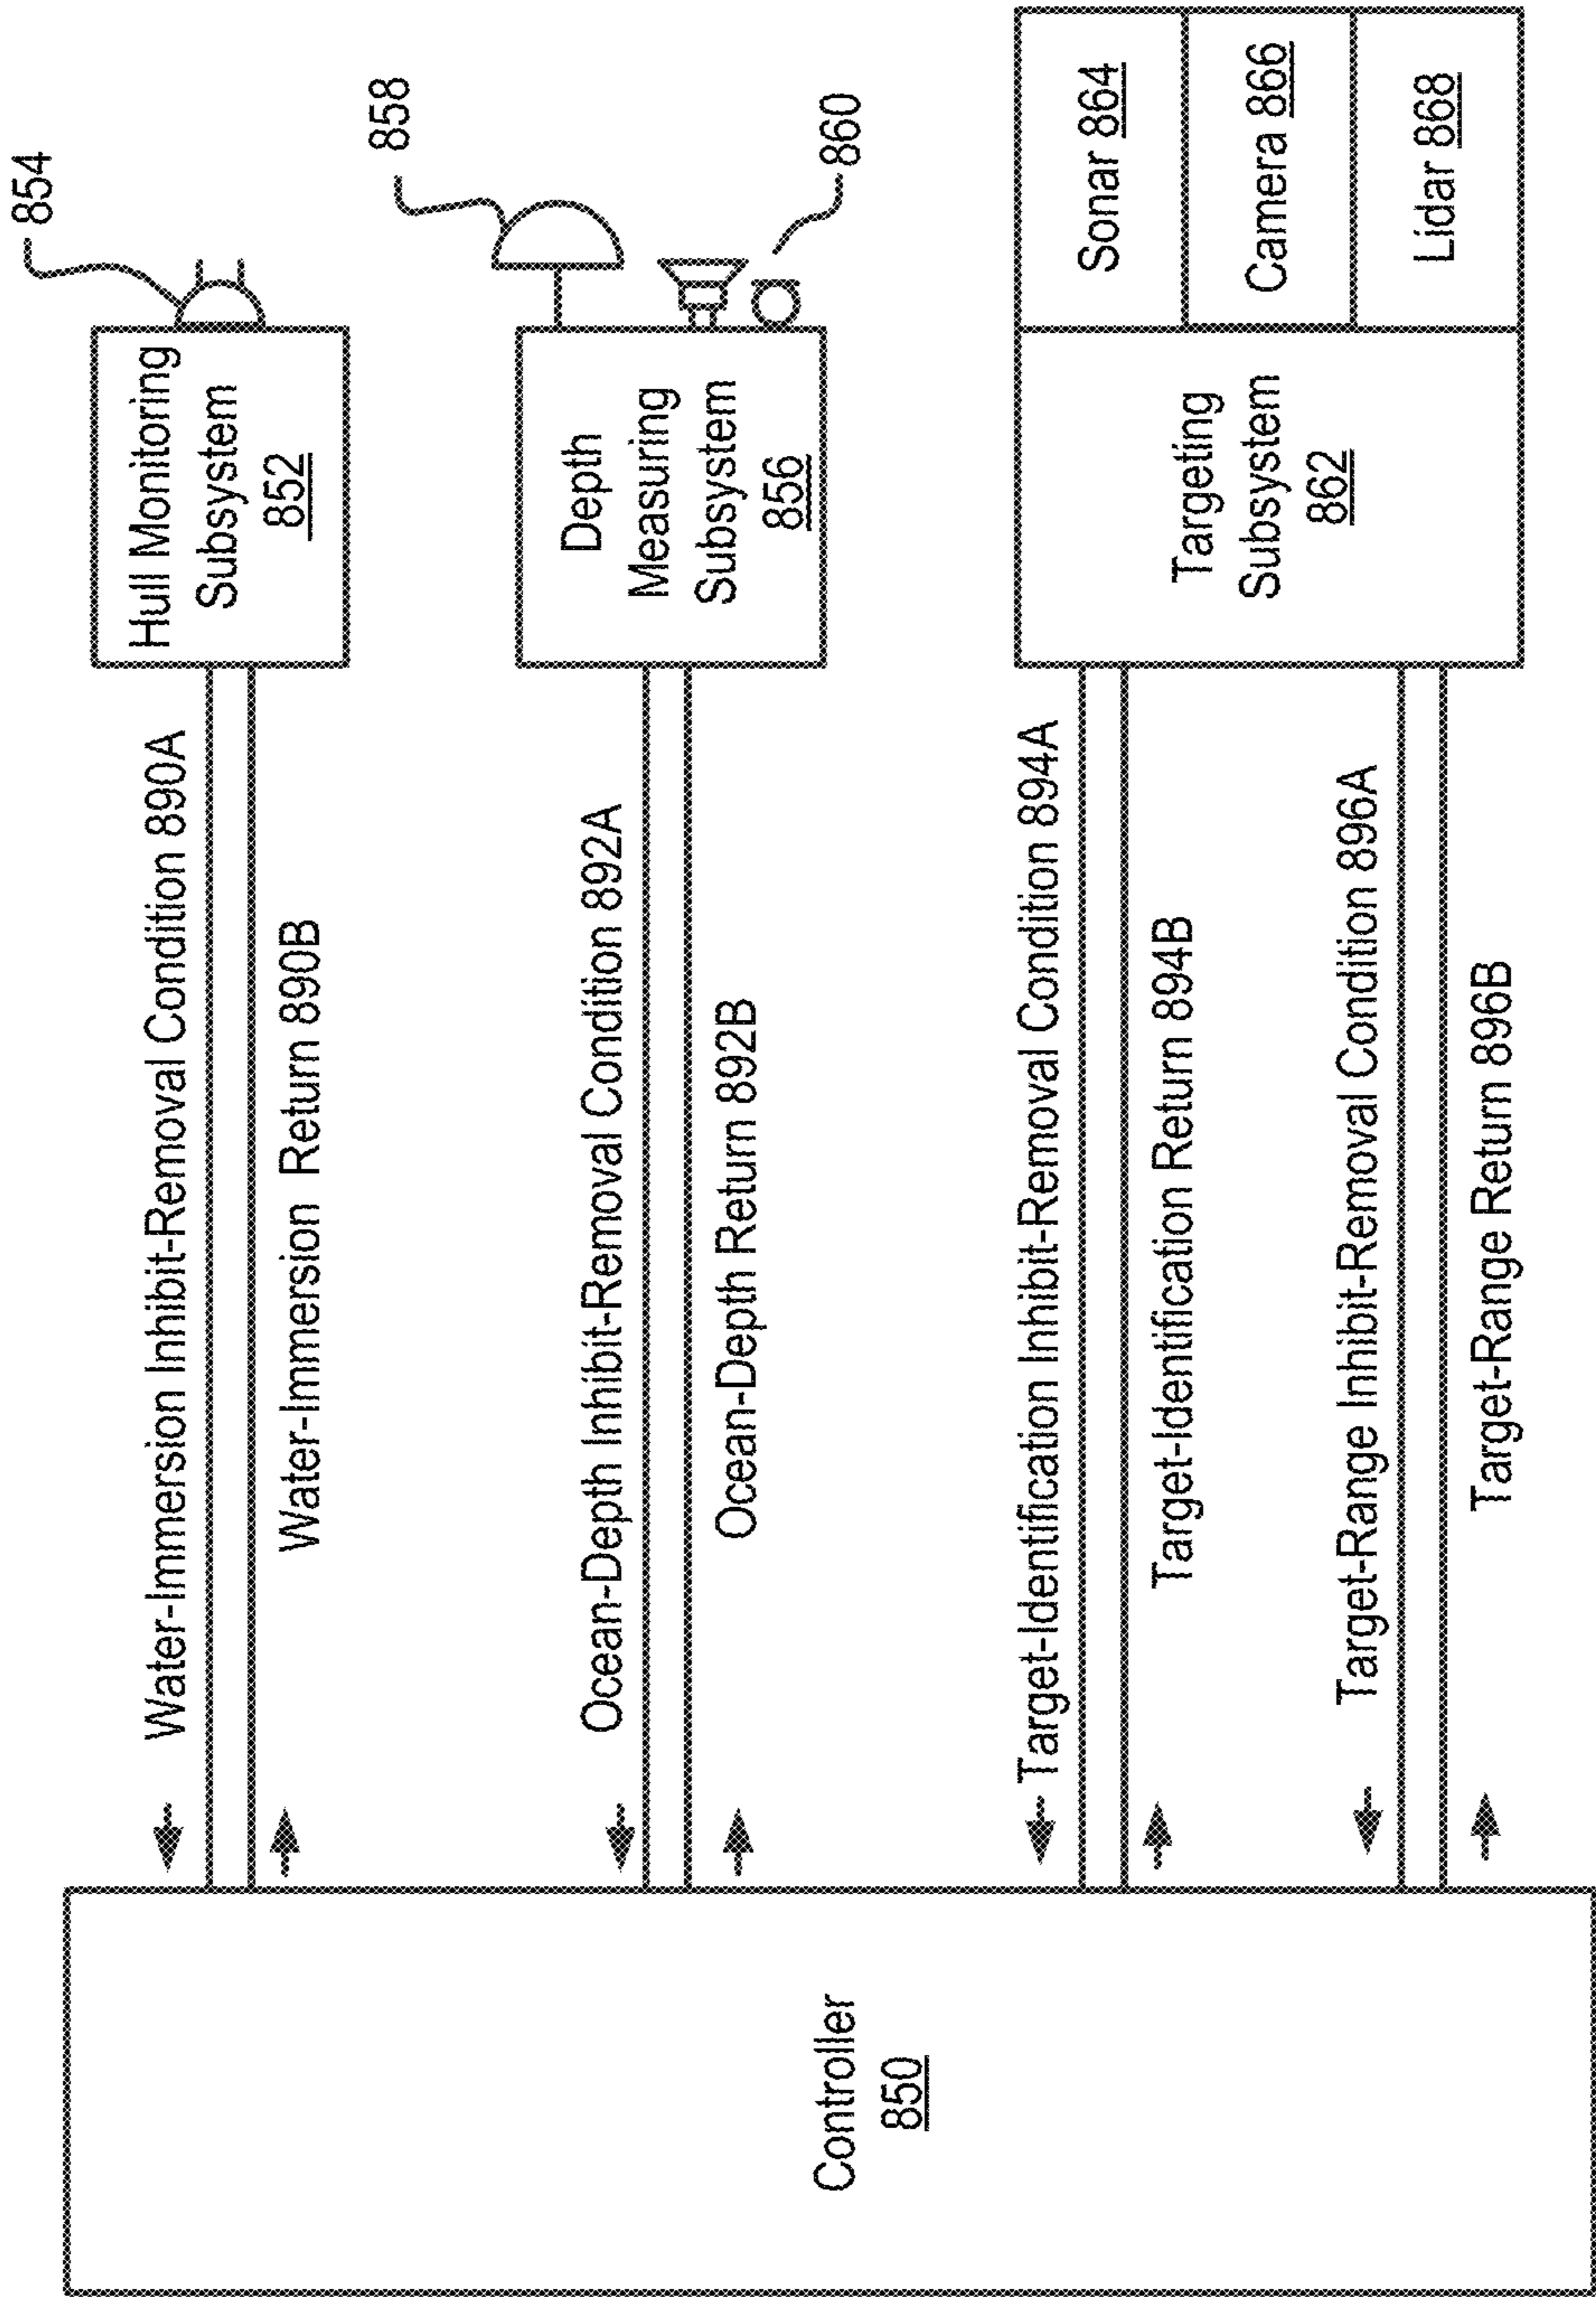 Controller
850
Water-Immersion Inhibit-Removal Condition 890A
Water-Immersion Return 890B
Hull Monitoring
Subsystem
852
854
Ocean-Depth Inhibit-Removal Condition 892A
Ocean-Depth Return 892B
Depth
Measuring
Subsystem
856
858
860
Target-Identification Inhibit-Removal Condition 894A
Target-Identification Return 894B
Target-Range Inhibit-Removal Condition 896A
Target-Range Return 896B
Targeting
Subsystem
862
Sonar 864
Camera 866
Lidar 868